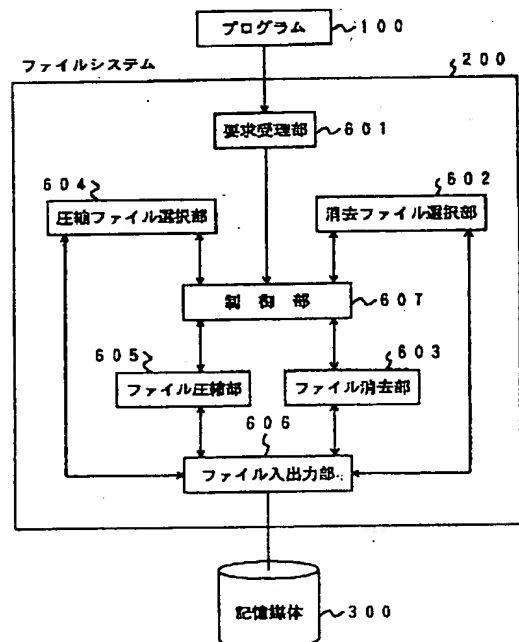 プログラム
100
ファイルシステム
200
要求受理部
601
604
602
圧縮ファイル選択部
消去ファイル選択部
制御部
607
605
603
ファイル圧縮部
ファイル消去部
606
ファイル入出力部
記憶媒体
300